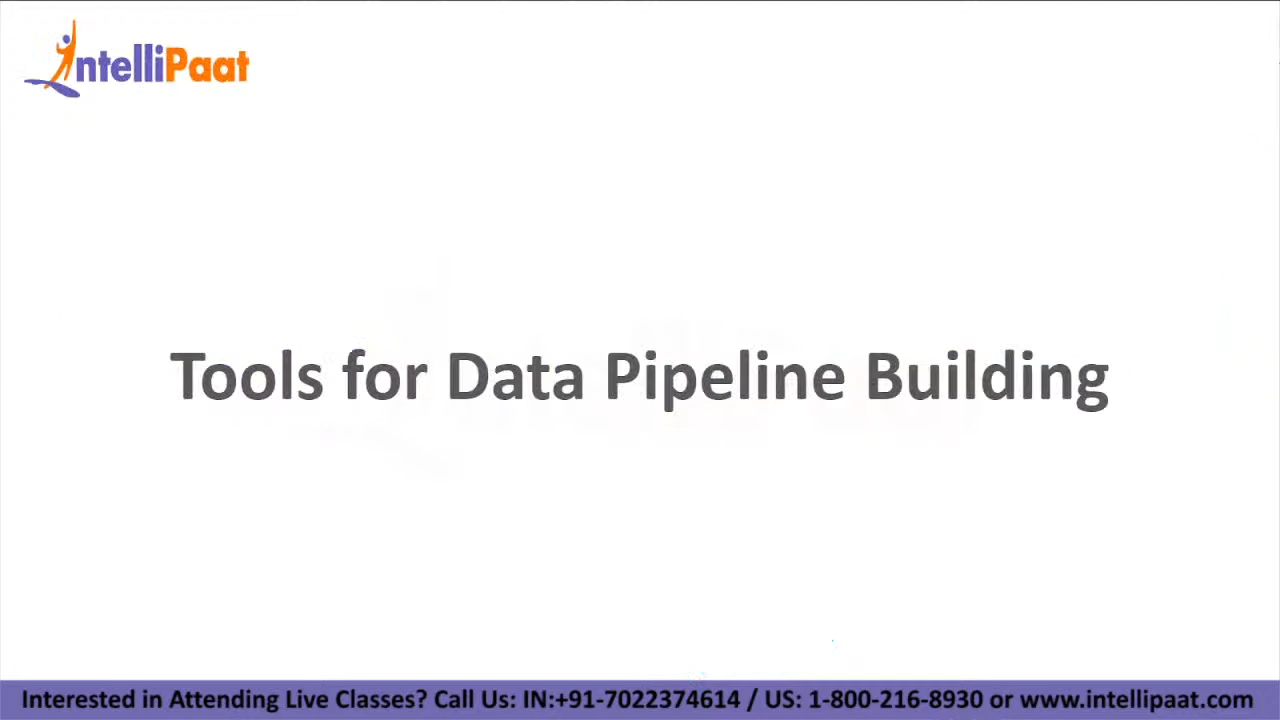 IntelliPaat
Tools for Data Pipeline Building
Interested in Attending Live Classes? Call Us: IN:+91-7022374614 / US: 1-800-216-8930 or www.intellipaat.com